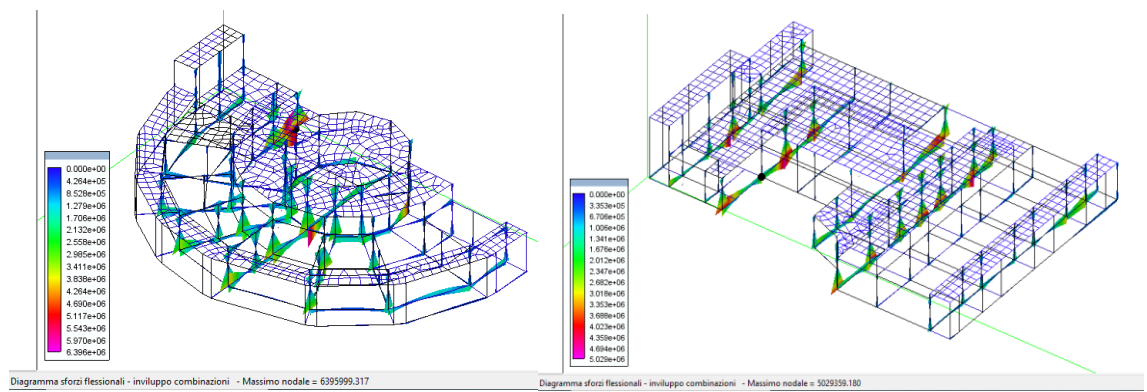 0.000e+00
4.264e+05
8.528e+05
1.279e+06
1.706e+06
2.132e+06
2.558e+06
2.985e+06
3.411e+06
3.838e+06
4.264e+06
4.690e+06
5.117e+06
5.543e+06
5.970e+06
6.396e+06
Diagramma sforzi flessionali - inviluppo combinazioni - Massimo nodale = 6395999.317
0.000e+00
3.353e+05
6.706e+05
1.006e+06
1.341e+06
1.676e+06
2.012e+06
2.347e+06
2.682e+06
3.018e+06
3.353e+06
3.688e+06
4.023e+06
4.359e+06
4.694e+06
5.029e+06
Diagramma sforzi flessionali - inviluppo combinazioni - Massimo nodale = 5029359.180